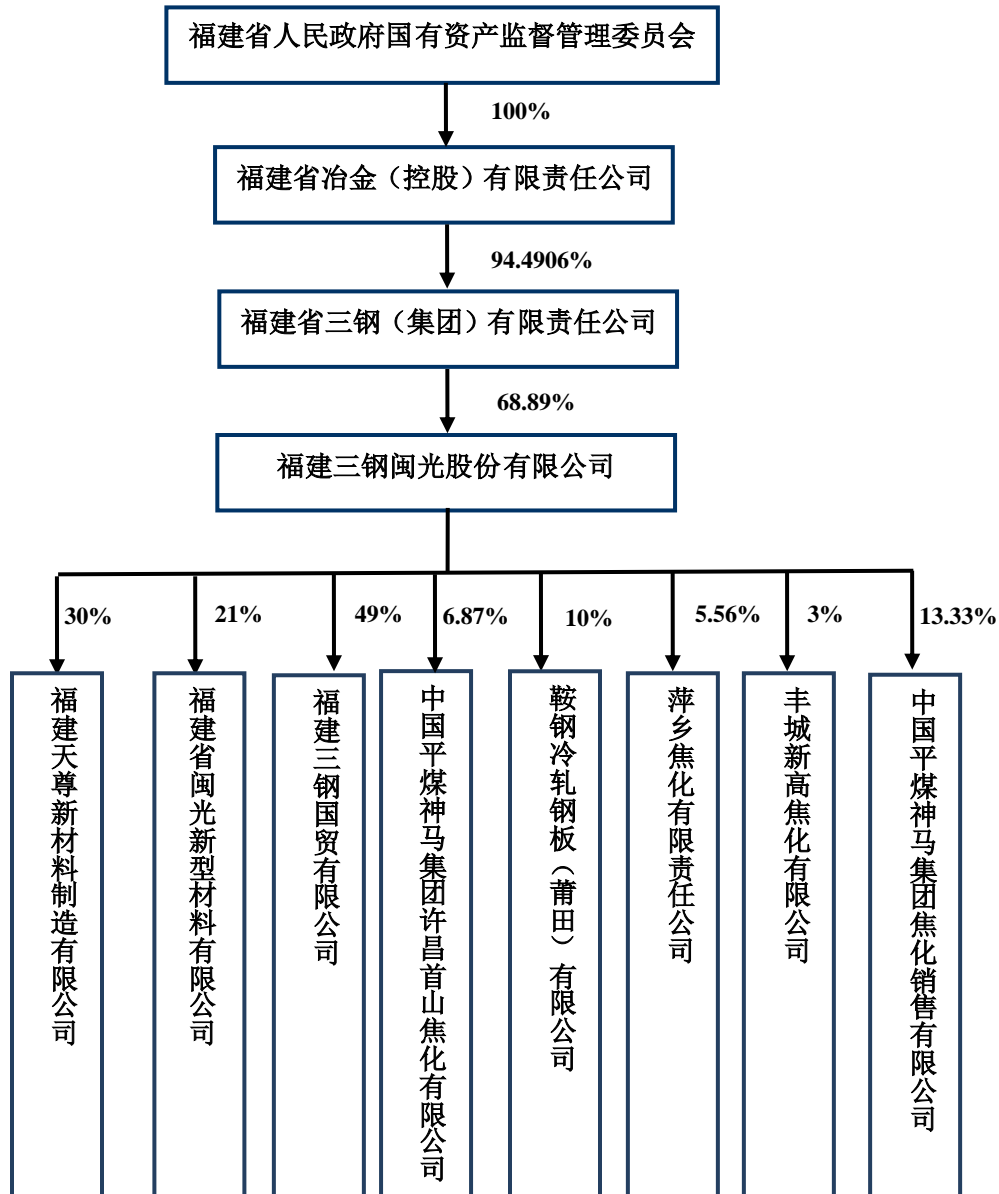 福建省人民政府国有资产监督管理委员会
100%
福建省冶金（控股）有限责任公司
94.4906%
福建省三钢（集团）有限责任公司
68.89%
福建三钢闽光股份有限公司
30%
21%
49%
6.87%
10%
5.56%
3%
13.33%
福建天尊新材料制造有限公司
福建省闽光新型材料有限公司
福建三钢国贸有限公司
中国平煤神马集团许昌首山焦化有限公司
鞍钢冷轧钢板（莆田）有限公司
萍乡焦化有限责任公司
丰城新高焦化有限公司
中国平煤神马集团焦化销售有限公司